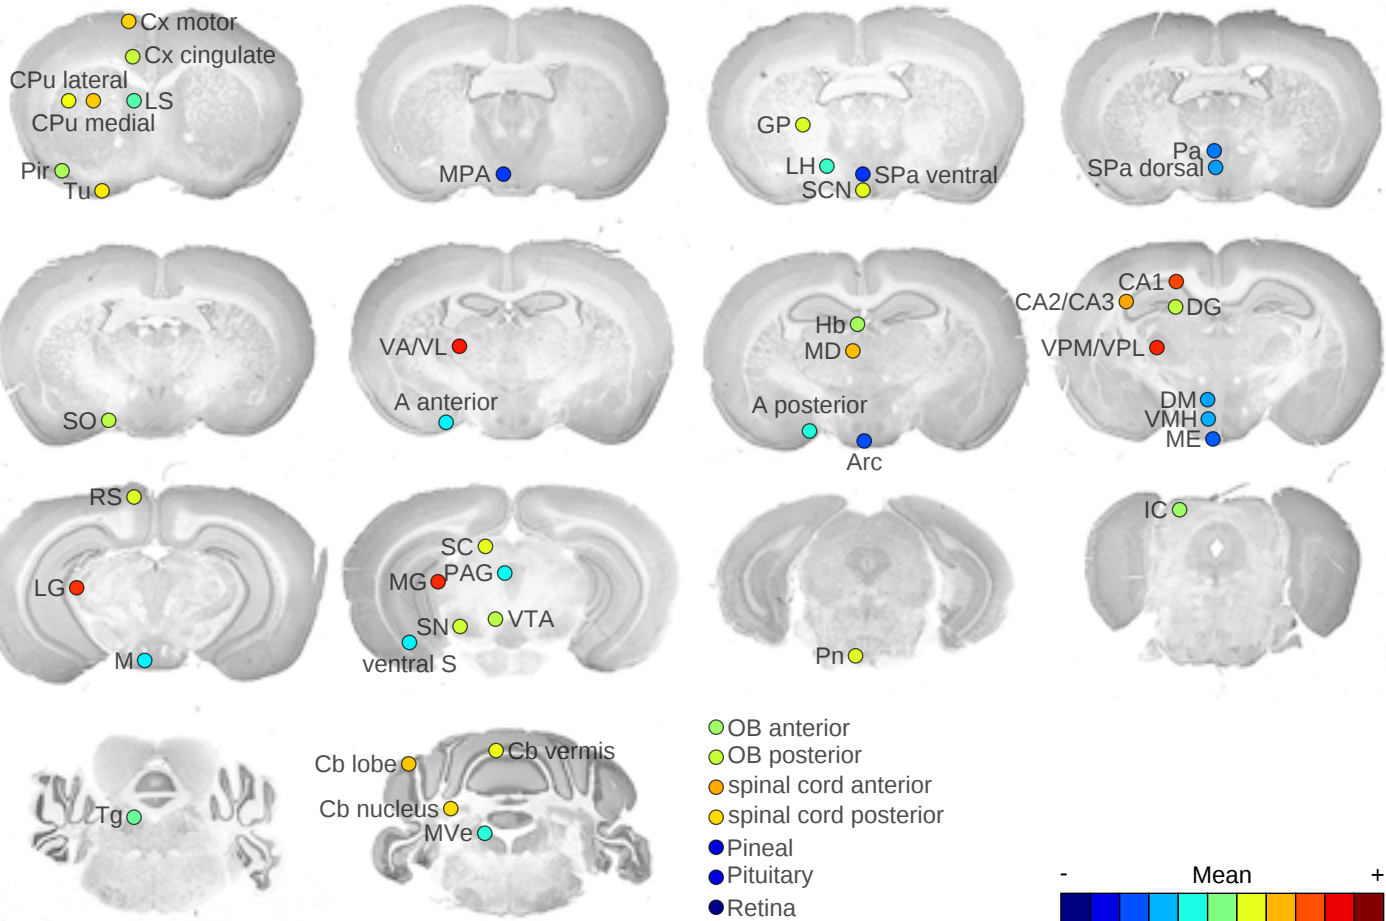 Cx motor
Cx cingulate
CPu lateral
LS
CPu medial
Pir
Tu
MPA
GP
LH
SPa ventral
SCN
Pa
SPa dorsal
SO
VA/VL
A anterior
Hb
MD
A posterior
Arc
CA1
CA2/CA3
DG
VPM/VPL
DM
VMH
ME
RS
LG
M
SC
MG
PAG
SN
VTA
ventral S
Pn
IC
Tg
Cb lobe
Cb vermis
Cb nucleus
MVe
OB anterior
OB posterior
spinal cord anterior
spinal cord posterior
Pineal
Pituitary
Retina
- Mean +